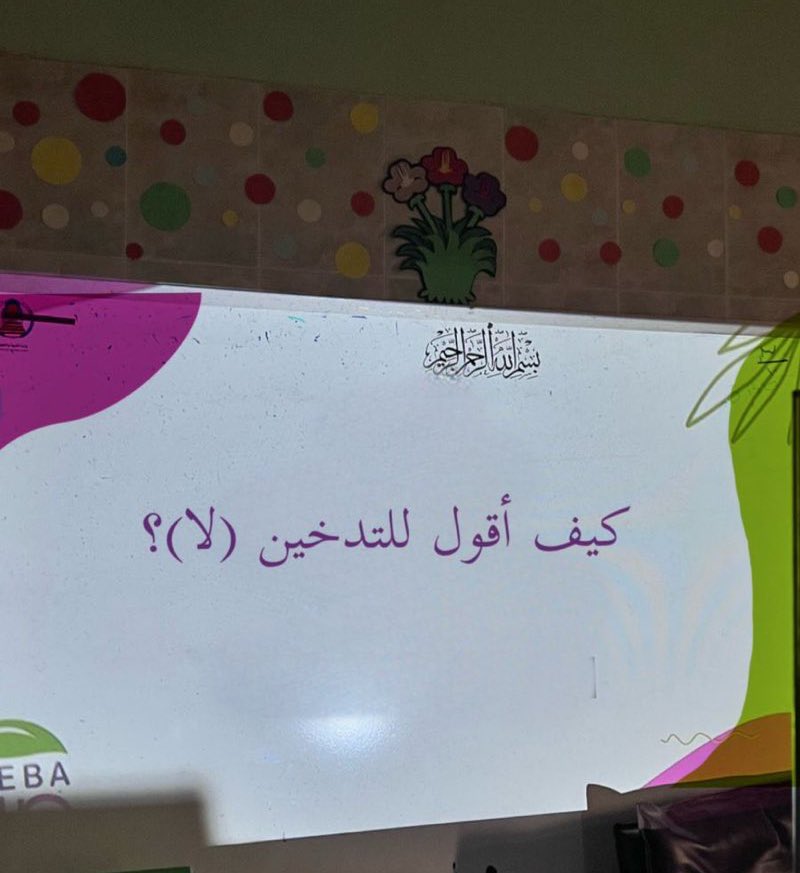 بسم الله الرحمن الرحيم
كيف أقول للتدخين (لا)؟
EBA